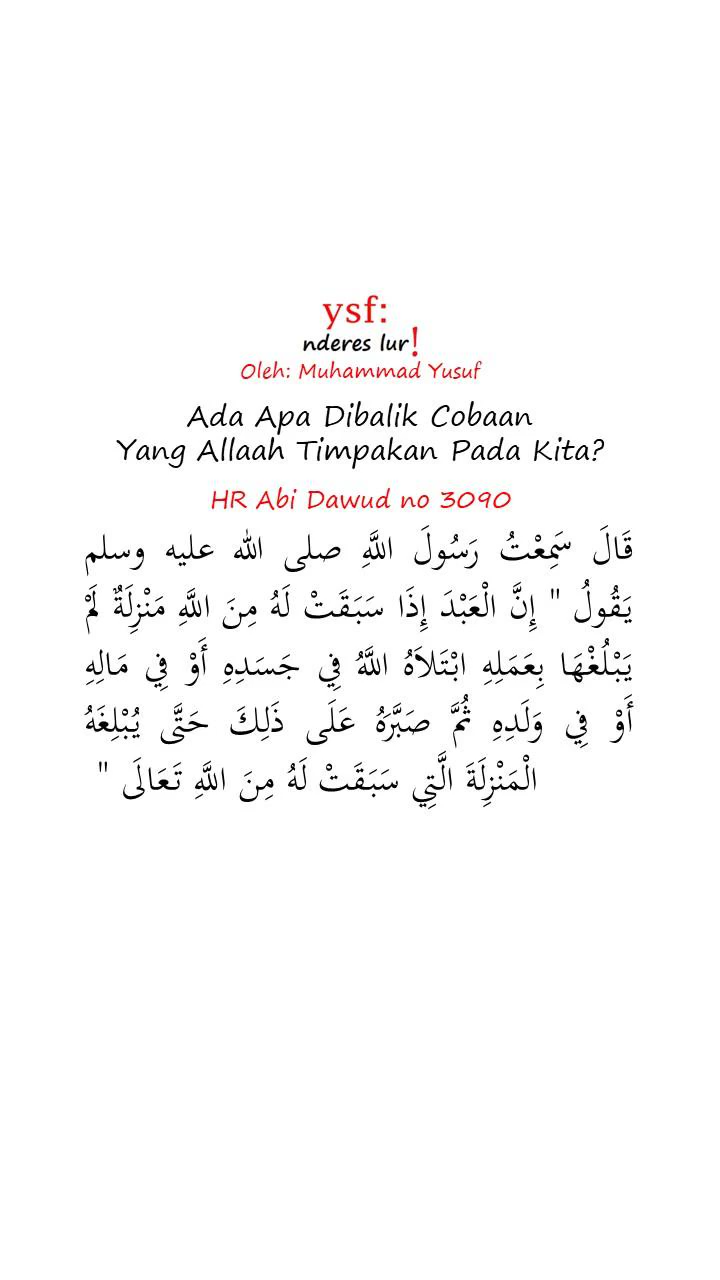 ysf:
nderes lur!
Oleh: Muhammad Yusuf
Ada Apa Dibalik Cobaan
Yang Allaah Timpakan Pada Kita?
HR Abi Dawud no 3090
قَالَ سَمِعْتُ رَسُولَ اللَّهِ صلى الله عليه وسلم
يَقُولُ " إِنَّ الْعَبْدَ إِذَا سَبَقَتْ لَهُ مِنَ اللَّهِ مَنْزِلَةٌ لَمْ
يَبْلُغْهَا بِعَمَلِهِ ابْتَلاَهُ اللَّهُ فِي جَسَدِهِ أَوْ فِي مَالِهِ
أَوْ فِي وَلَدِهِ ثُمَّ صَبَّرَهُ عَلَى ذَلِكَ حَتَّى يُبْلِغَهُ
الْمَنْزِلَةَ الَّتِي سَبَقَتْ لَهُ مِنَ اللَّهِ تَعَالَى "